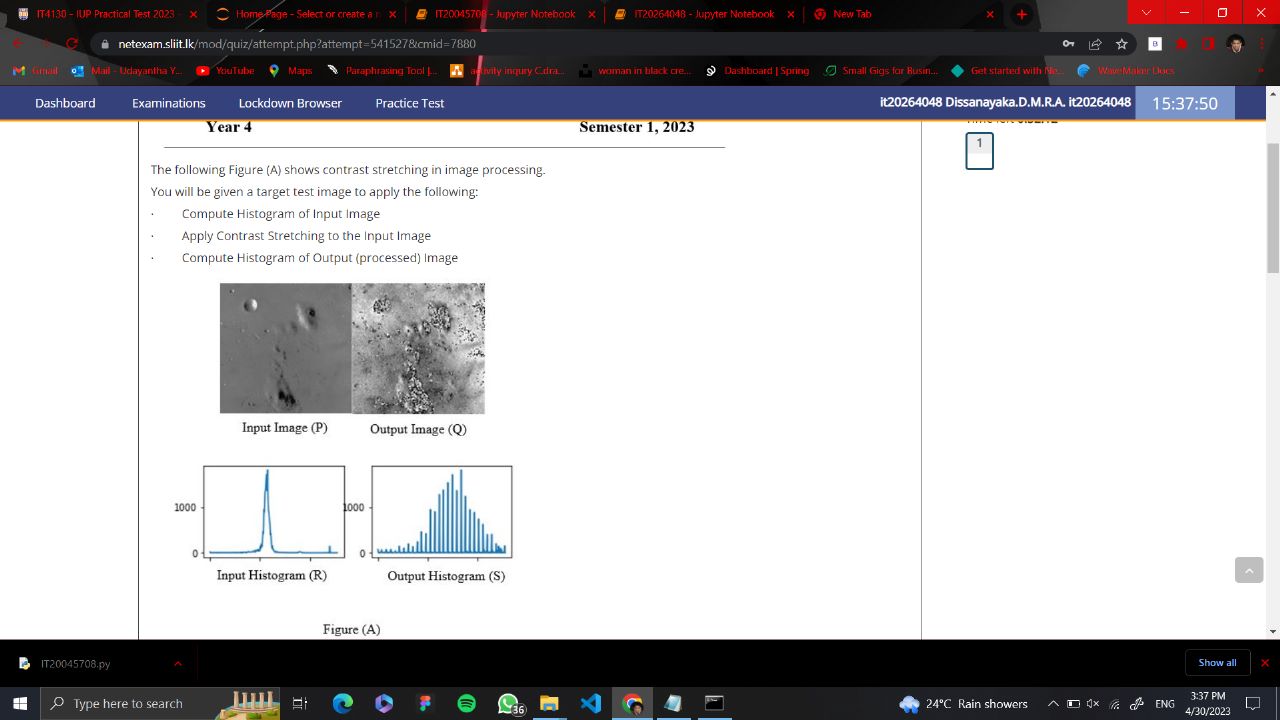 IT4130 - IUP Practical Test 2023 -
Home Page - Select or create a n
IT20045708 - Jupyter Notebook
IT20264048 - Jupyter Notebook
New Tab
netexam.sliit.lk/mod/quiz/attempt.php?attempt=541527&cmid=7880
Gmail
Mail - Udayantha Y...
YouTube
Maps
Paraphrasing Tool |...
activity inqury C.dra...
woman in black cre...
Dashboard | Spring
Small Gigs for Busin...
Get started with Ne...
WaveMaker Docs
Dashboard
Examinations
Lockdown Browser
Practice Test
it20264048 Dissanayaka.D.M.R.A. it20264048
15:37:50
Year 4
Semester 1, 2023
1
The following Figure (A) shows contrast stretching in image processing.
You will be given a target test image to apply the following:
· Compute Histogram of Input Image
· Apply Contrast Stretching to the Input Image
· Compute Histogram of Output (processed) Image
Input Image (P)
Output Image (Q)
1000
0
1000
0
Input Histogram (R)
Output Histogram (S)
Figure (A)
IT20045708.py
Show all
Type here to search
36
24°C Rain showers
ENG
3:37 PM
4/30/2023